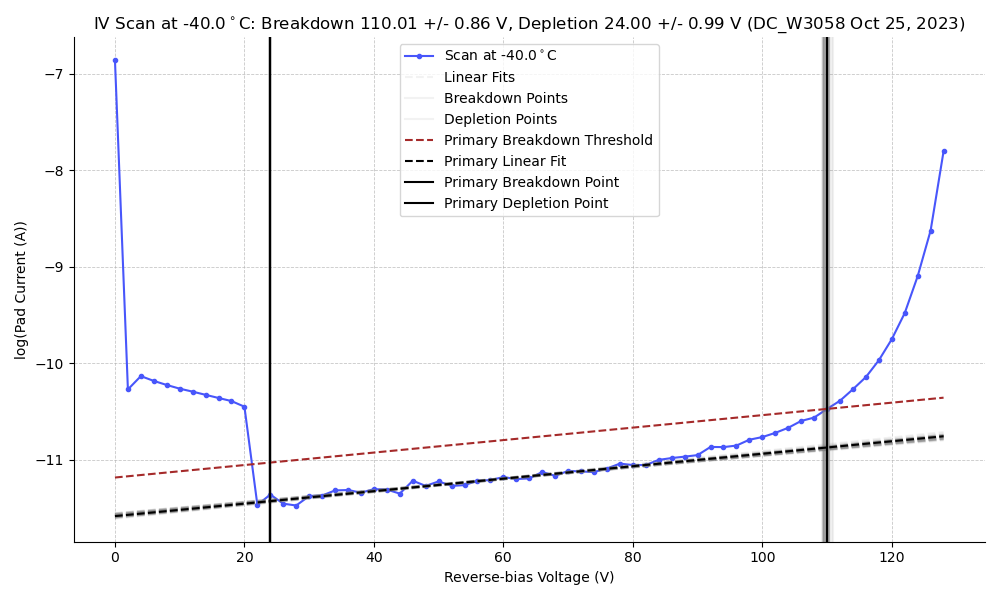 IV Scan at -40.0°C: Breakdown 110.01 +/- 0.86 V, Depletion 24.00 +/- 0.99 V (DC_W3058 Oct 25, 2023)
Scan at -40.0°C
Linear Fits
Breakdown Points
Depletion Points
Primary Breakdown Threshold
Primary Linear Fit
Primary Breakdown Point
Primary Depletion Point
log(Pad Current (A))
−7
−8
−9
−10
−11
0 20 40 60 80 100 120
Reverse-bias Voltage (V)